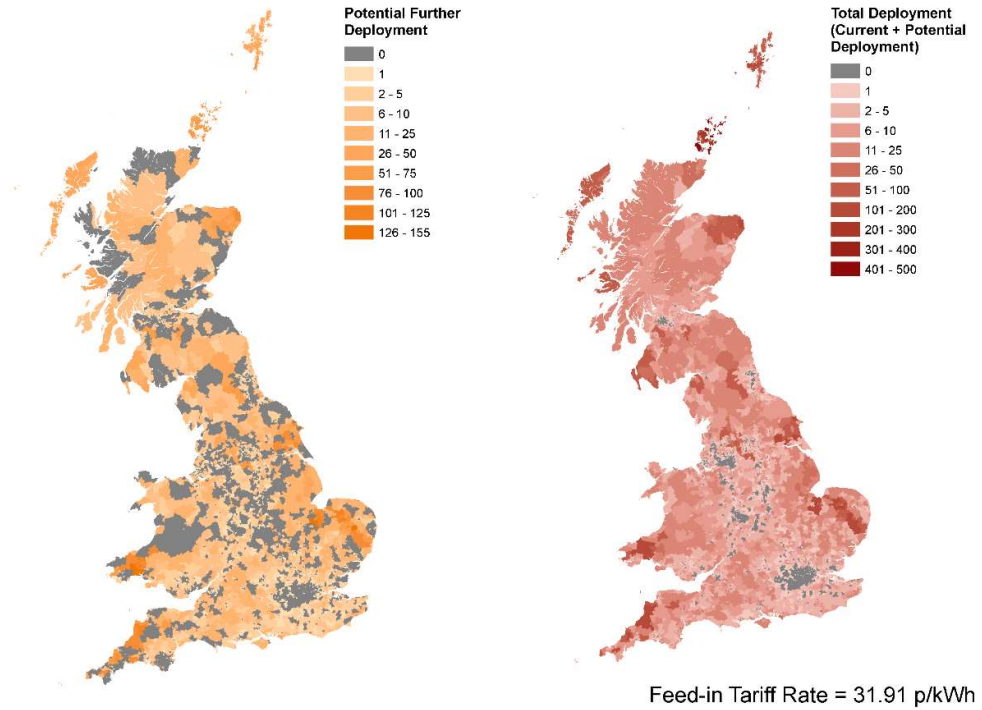 Potential Further
Deployment
0
1
2 - 5
6 - 10
11 - 25
26 - 50
51 - 75
76 - 100
101 - 125
126 - 155
Total Deployment
(Current + Potential
Deployment)
0
1
2 - 5
6 - 10
11 - 25
26 - 50
51 - 100
101 - 200
201 - 300
301 - 400
401 - 500
Feed-in Tariff Rate = 31.91 p/kWh